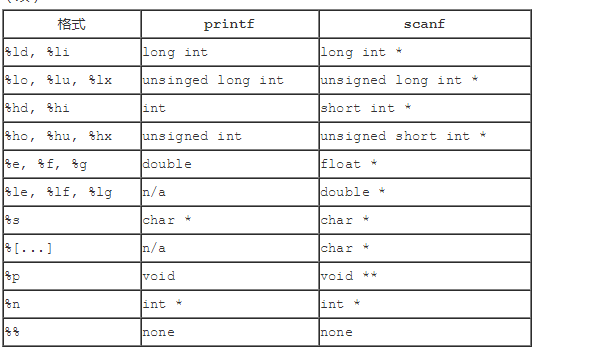 格式 printf scanf
%ld, %li long int long int *
%lo, %lu, %lx unsinged long int unsigned long int *
%hd, %hi int short int *
%ho, %hu, %hx unsigned int unsigned short int *
%e, %f, %g double float *
%le, %lf, %lg n/a double *
%s char * char *
%[...] n/a char *
%p void void **
%n int * int *
%% none none